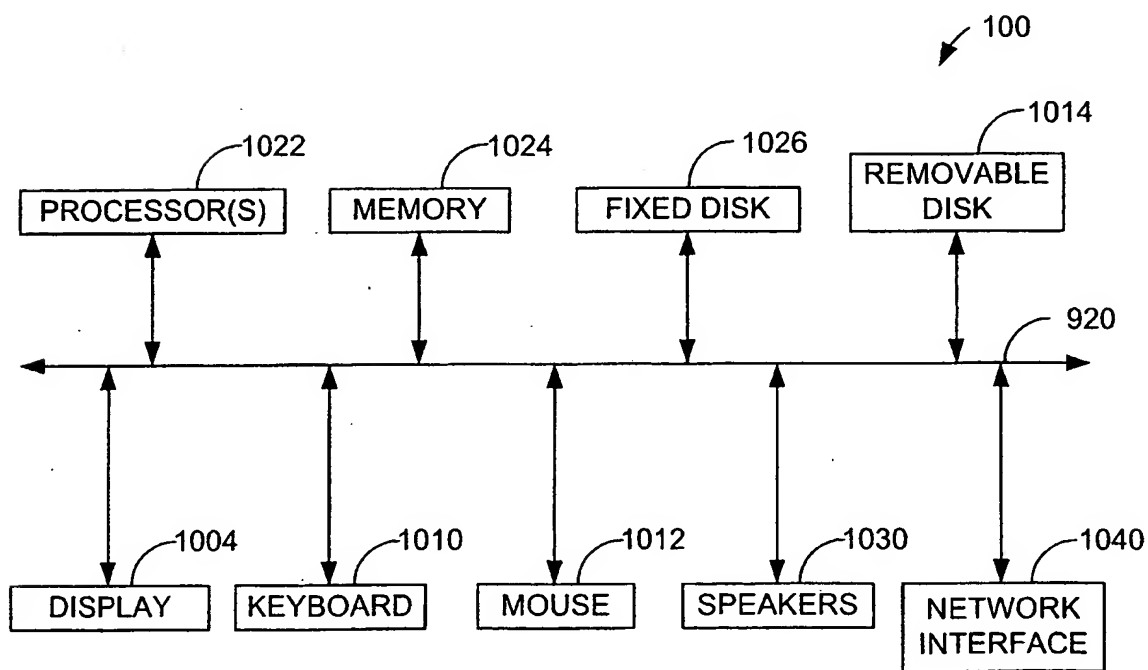 100
1022
1024
1026
1014
PROCESSOR(S)
MEMORY
FIXED DISK
REMOVABLE
DISK
920
1004
1010
1012
1030
1040
DISPLAY
KEYBOARD
MOUSE
SPEAKERS
NETWORK
INTERFACE